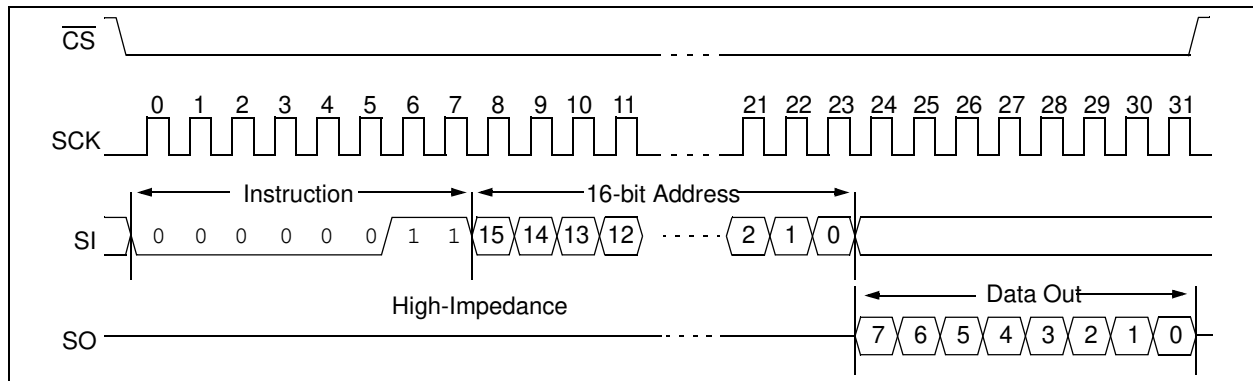 CS
0 1 2 3 4 5 6 7 8 9 10 11 21 22 23 24 25 26 27 28 29 30 31
SCK
Instruction 16-bit Address
SI 0 0 0 0 0 0 1 1 15 14 13 12 2 1 0
High-Impedance Data Out
SO 7 6 5 4 3 2 1 0